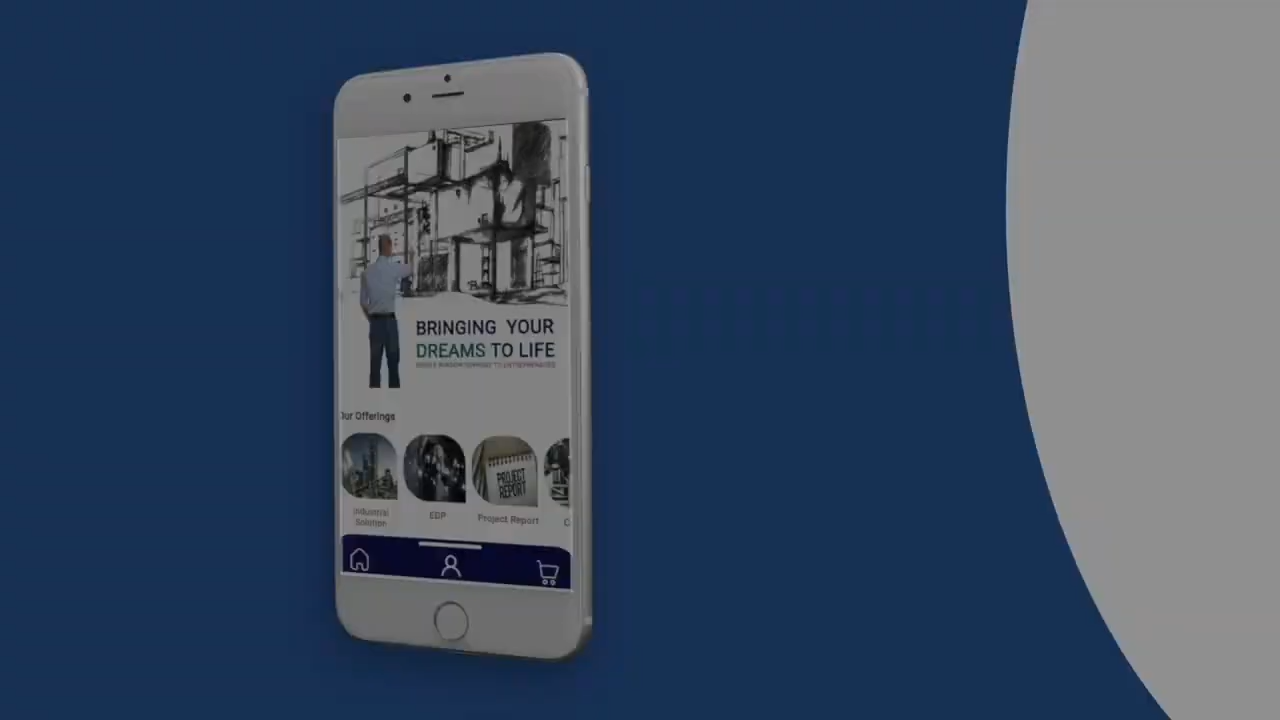 BRINGING YOUR
DREAMS TO LIFE
Our Offerings
PROJECT
REPORT
Industrial
Solution
EDP
Project Report